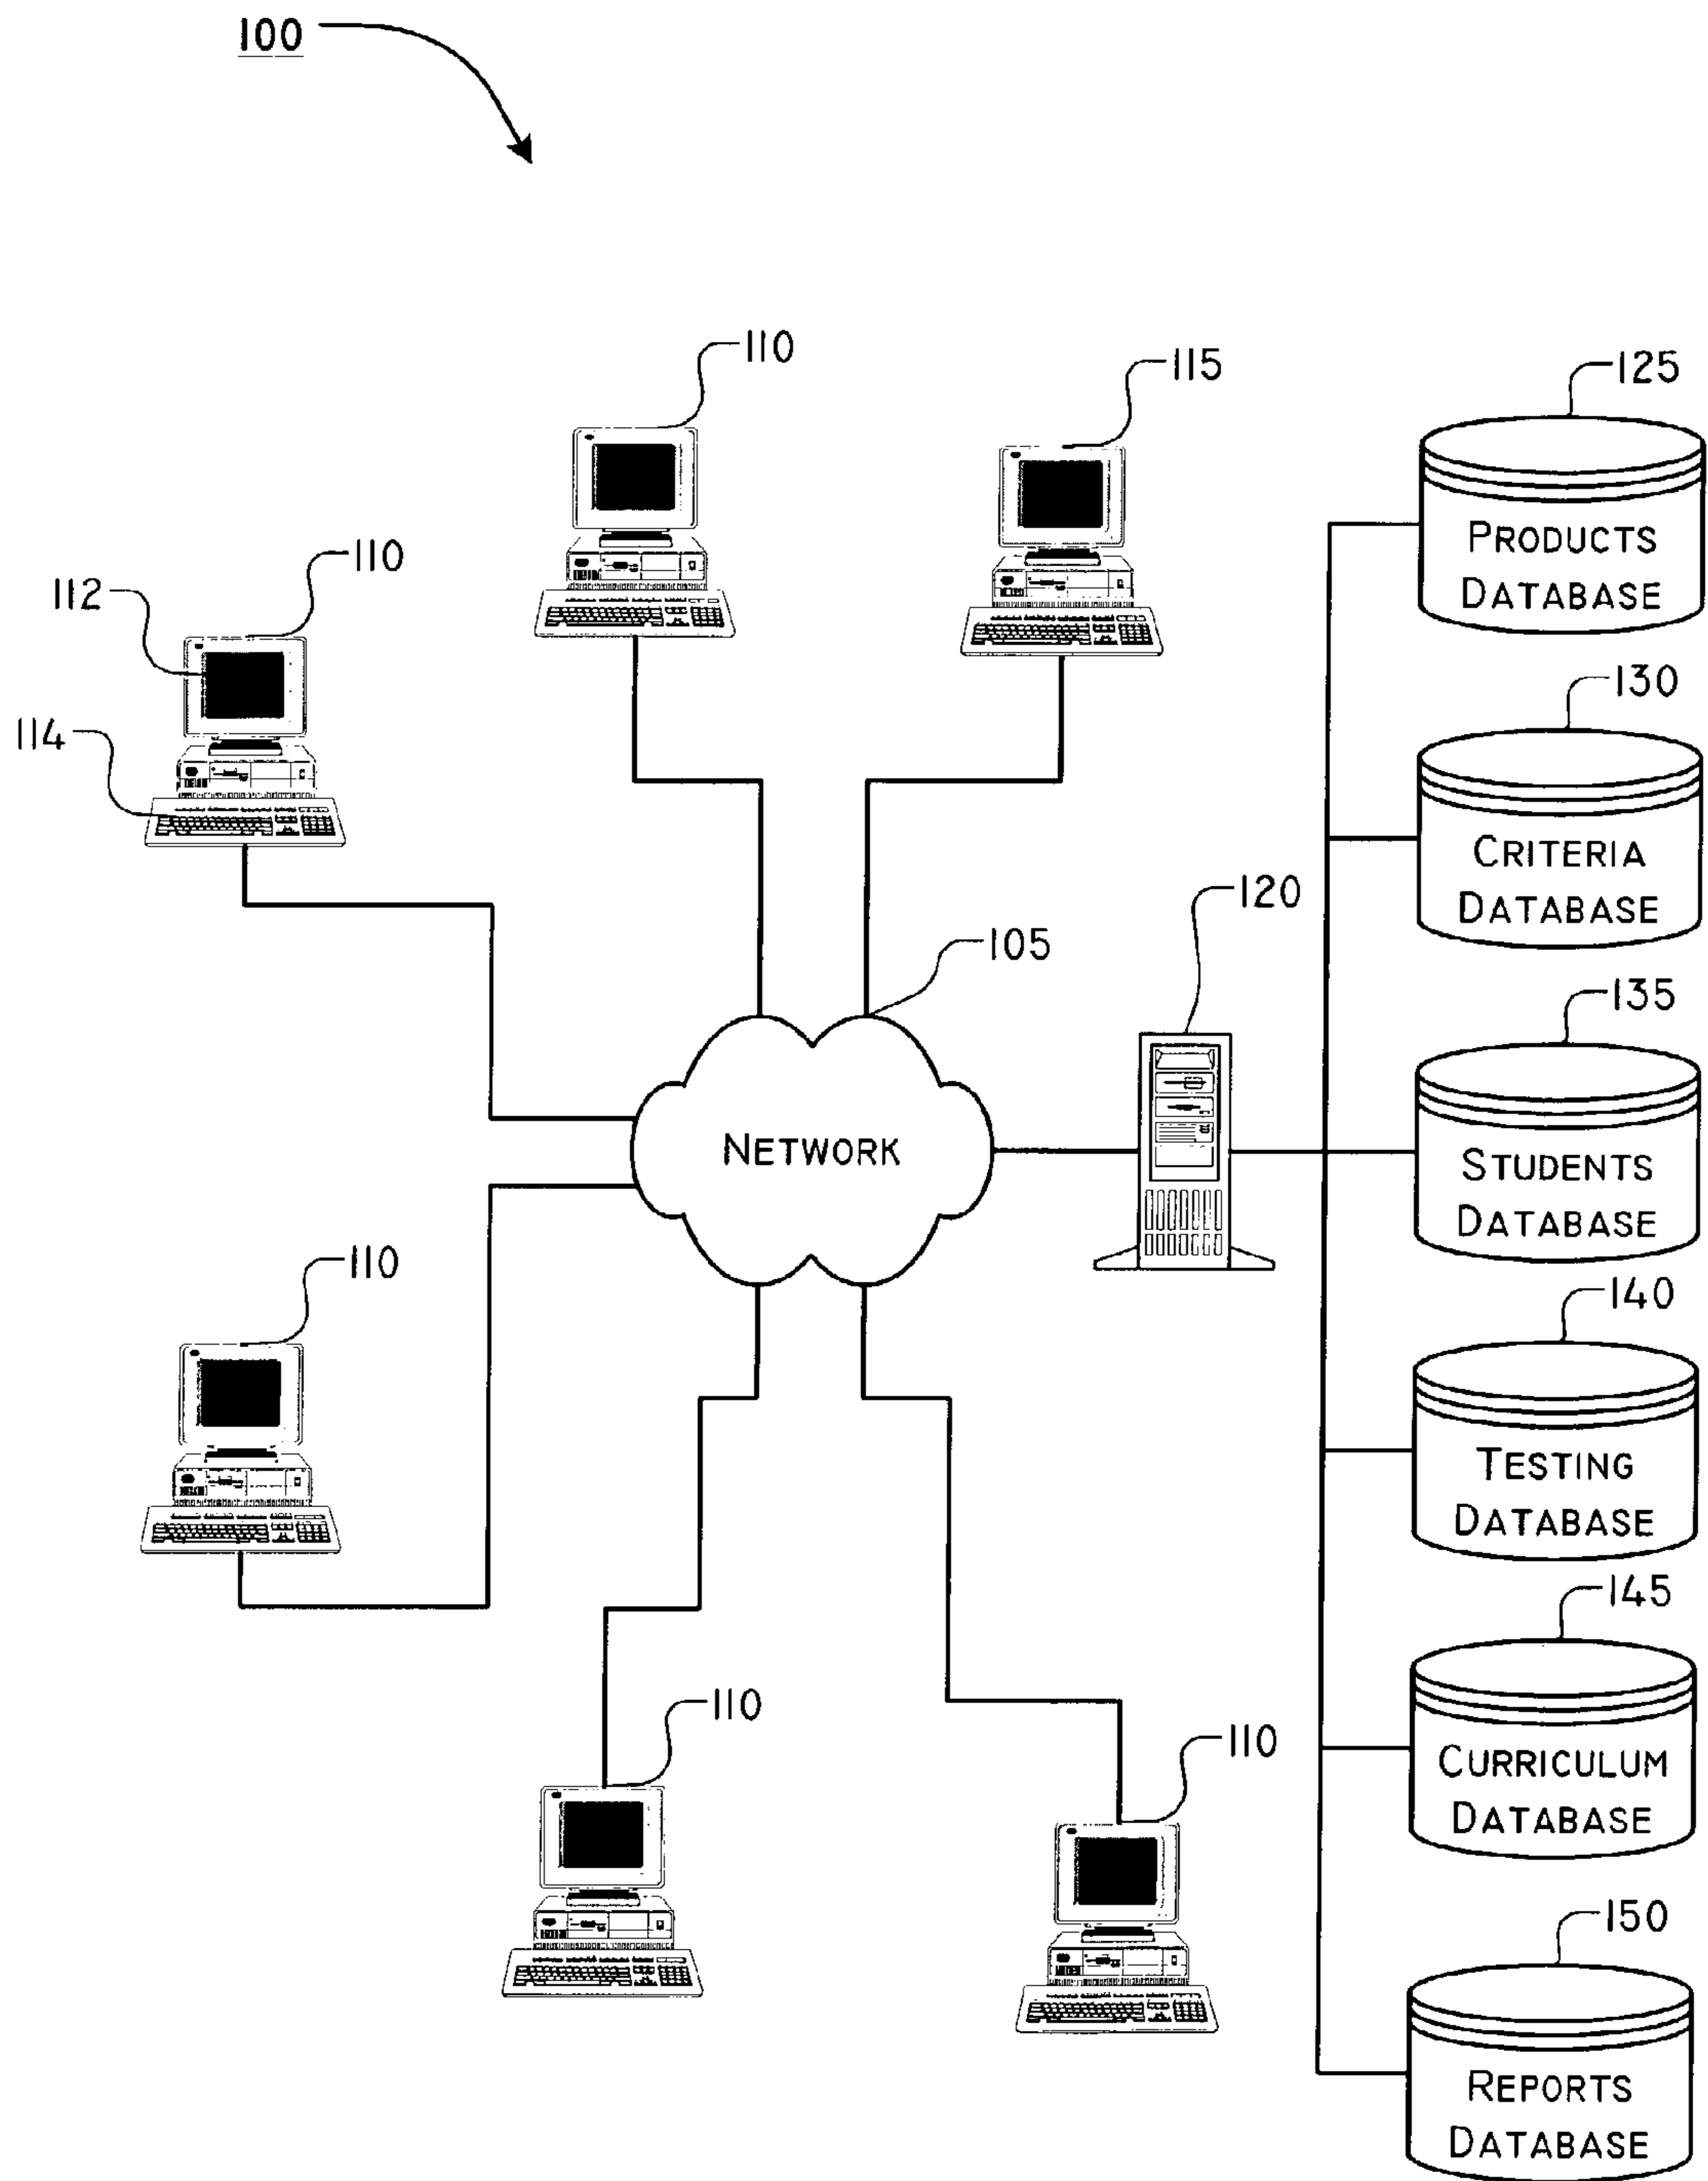 100
110
115
125
PRODUCTS
DATABASE
110
112
114
130
CRITERIA
DATABASE
120
105
135
STUDENTS
DATABASE
NETWORK
110
140
TESTING
DATABASE
145
CURRICULUM
DATABASE
110
110
150
REPORTS
DATABASE